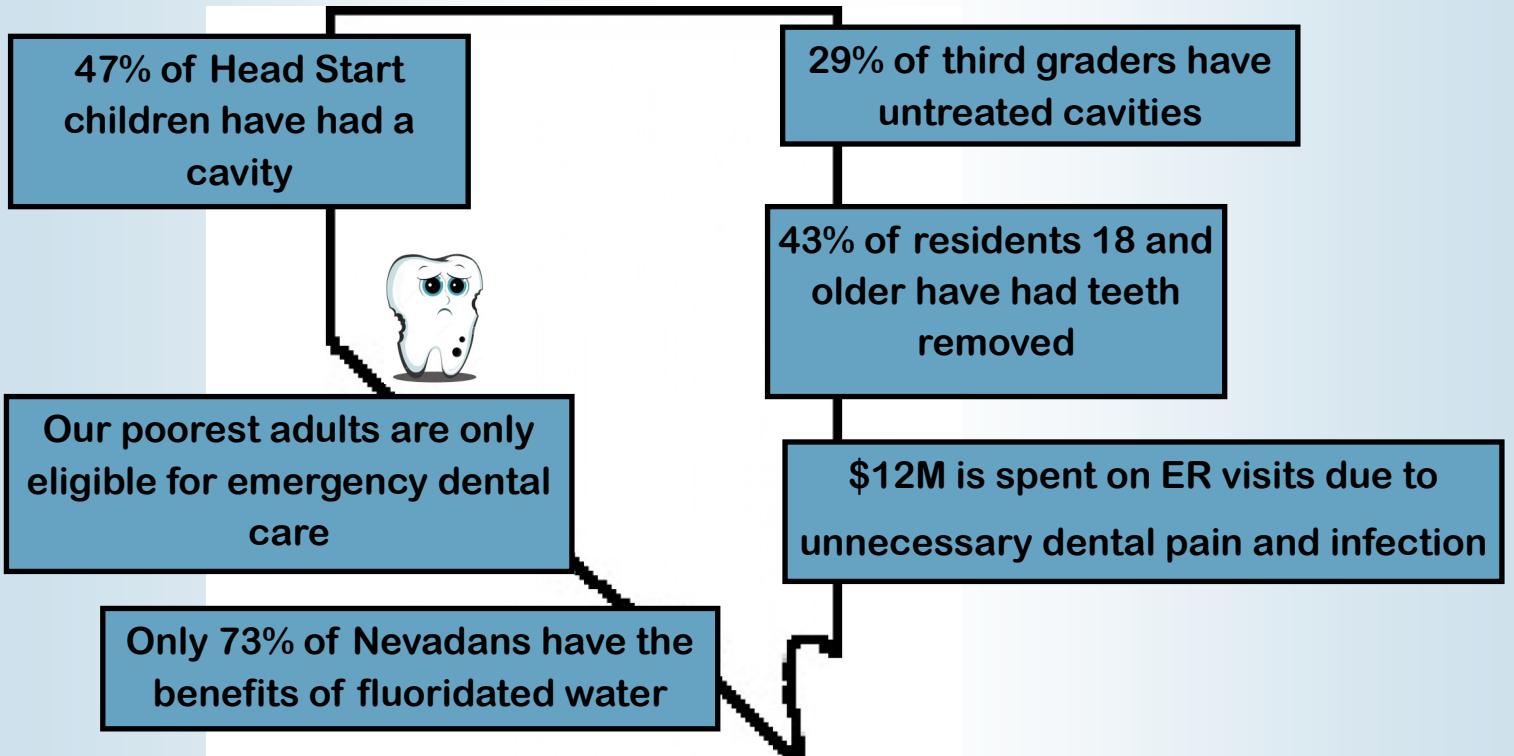 47% of Head Start
children have had a
cavity
29% of third graders have
untreated cavities
43% of residents 18 and
older have had teeth
removed
Our poorest adults are only
eligible for emergency dental
care
$12M is spent on ER visits due to
unnecessary dental pain and infection
Only 73% of Nevadans have the
benefits of fluoridated water